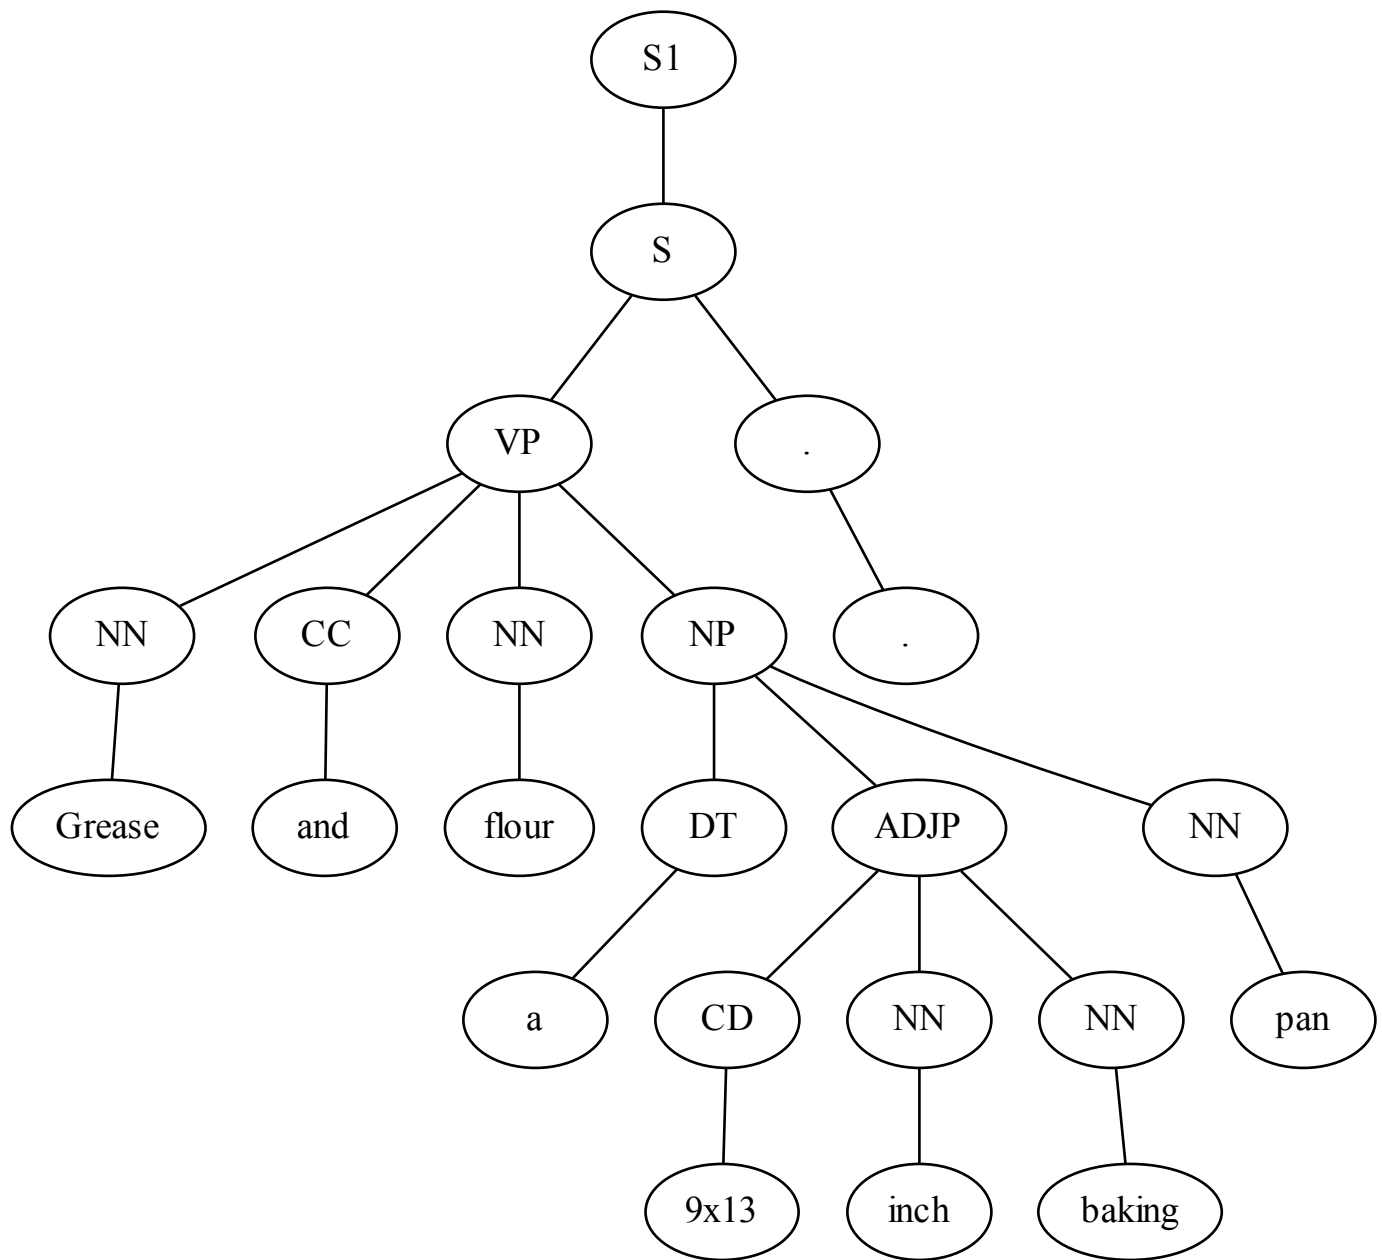 S1
S
VP .
NN CC NN NP .
Grease and flour DT ADJP NN
a CD NN NN pan
9x13 inch baking